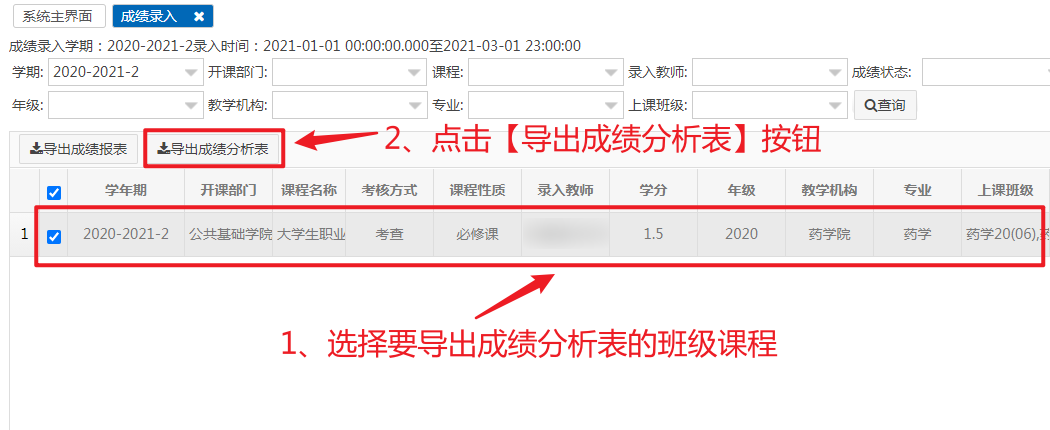 系统主界面 成绩录入 ✖
成绩录入学期：2020-2021-2录入时间：2021-01-01 00:00:00.000至2021-03-01 23:00:00
学期: 2020-2021-2 开课部门: 课程: 录入教师: 成绩状态:
年级: 教学机构: 专业: 上课班级: 查询
导出成绩报表 导出成绩分析表 2、点击【导出成绩分析表】按钮
学年期 开课部门 课程名称 考核方式 课程性质 录入教师 学分 年级 教学机构 专业 上课班级
1 2020-2021-2 公共基础学院 大学生职业 考查 必修课 1.5 2020 药学院 药学 药学20(06),
1、选择要导出成绩分析表的班级课程